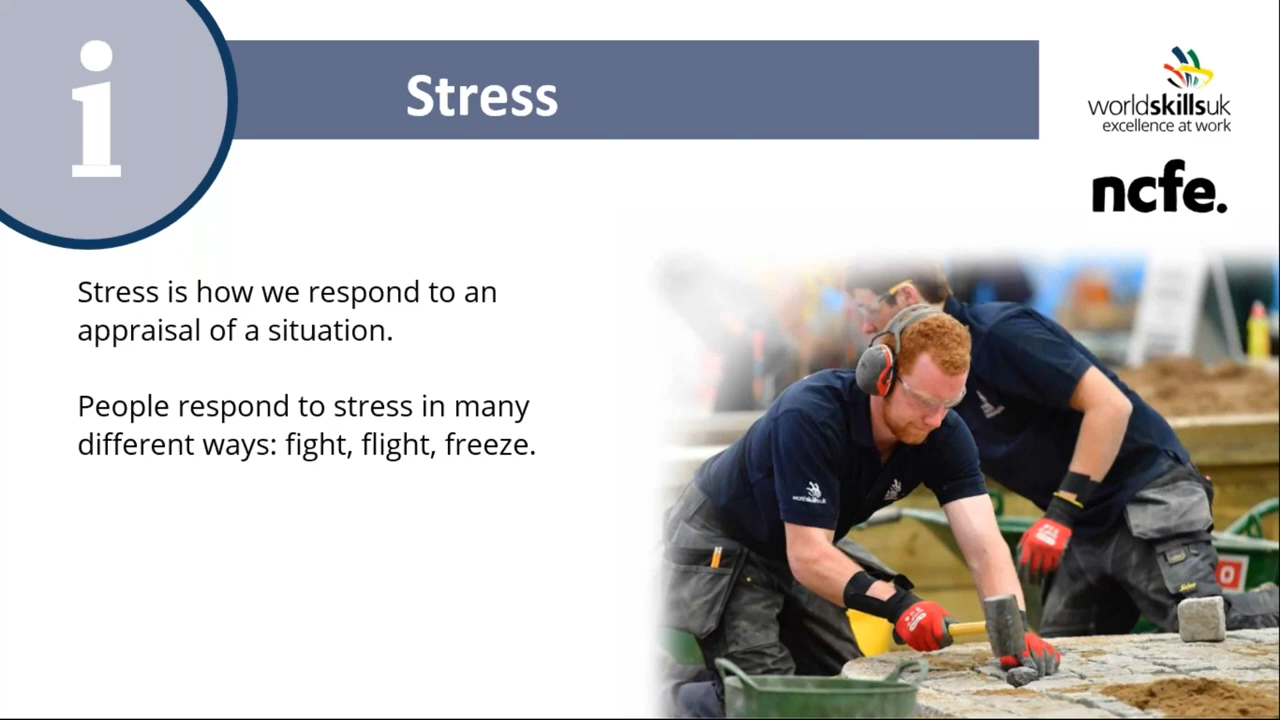 i
Stress
worldskillsuk
excellence at work
ncfe.
Stress is how we respond to an
appraisal of a situation.
People respond to stress in many
different ways: fight, flight, freeze.
worldskillsuk